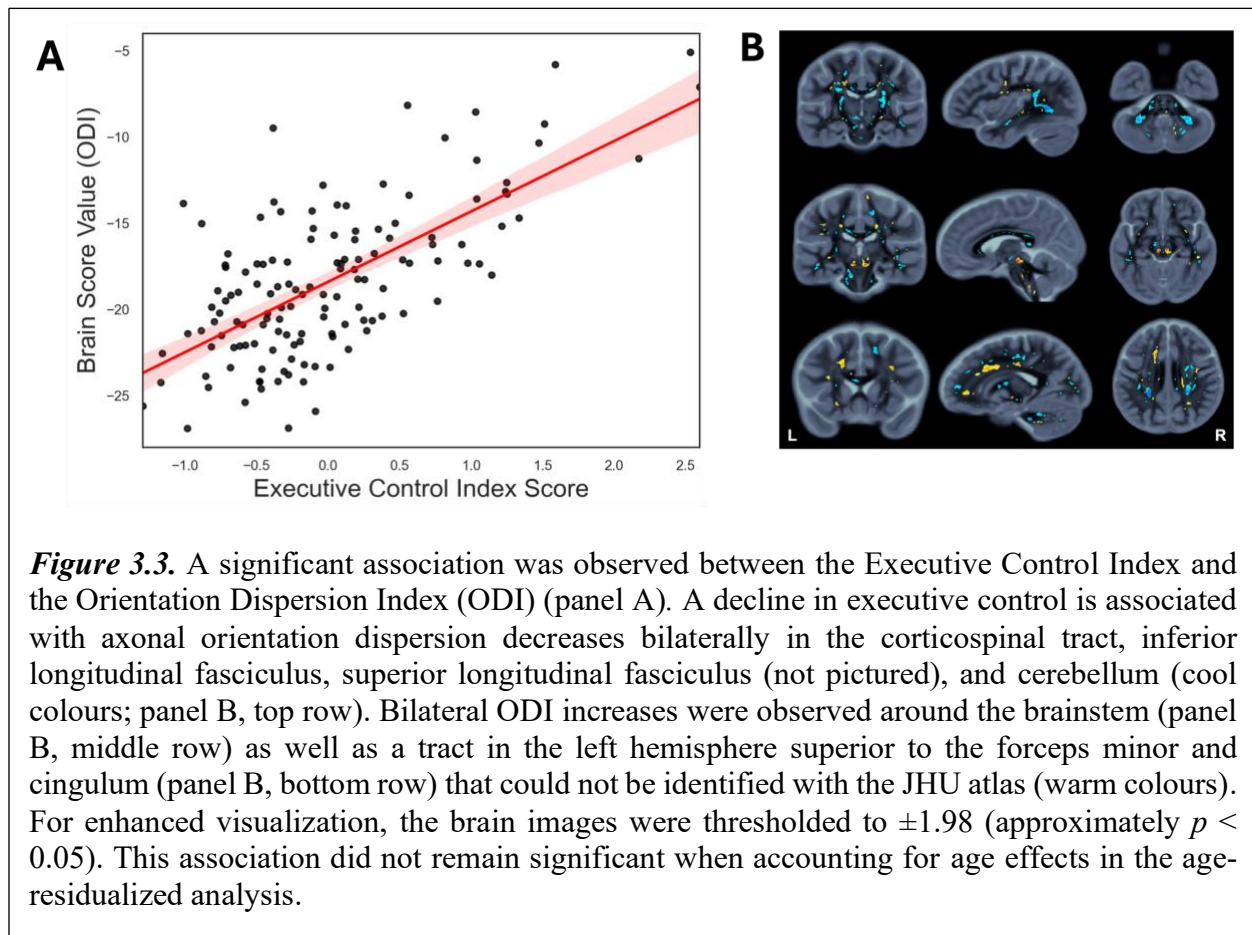 A
B
−5
−10
−15
−20
−25
Brain Score Value (ODI)
−1.0 −0.5 0.0 0.5 1.0 1.5 2.0 2.5
Executive Control Index Score
L R
Figure 3.3. A significant association was observed between the Executive Control Index and
the Orientation Dispersion Index (ODI) (panel A). A decline in executive control is associated
with axonal orientation dispersion decreases bilaterally in the corticospinal tract, inferior
longitudinal fasciculus, superior longitudinal fasciculus (not pictured), and cerebellum (cool
colours; panel B, top row). Bilateral ODI increases were observed around the brainstem (panel
B, middle row) as well as a tract in the left hemisphere superior to the forceps minor and
cingulum (panel B, bottom row) that could not be identified with the JHU atlas (warm colours).
For enhanced visualization, the brain images were thresholded to ±1.98 (approximately p <
0.05). This association did not remain significant when accounting for age effects in the age-
residualized analysis.